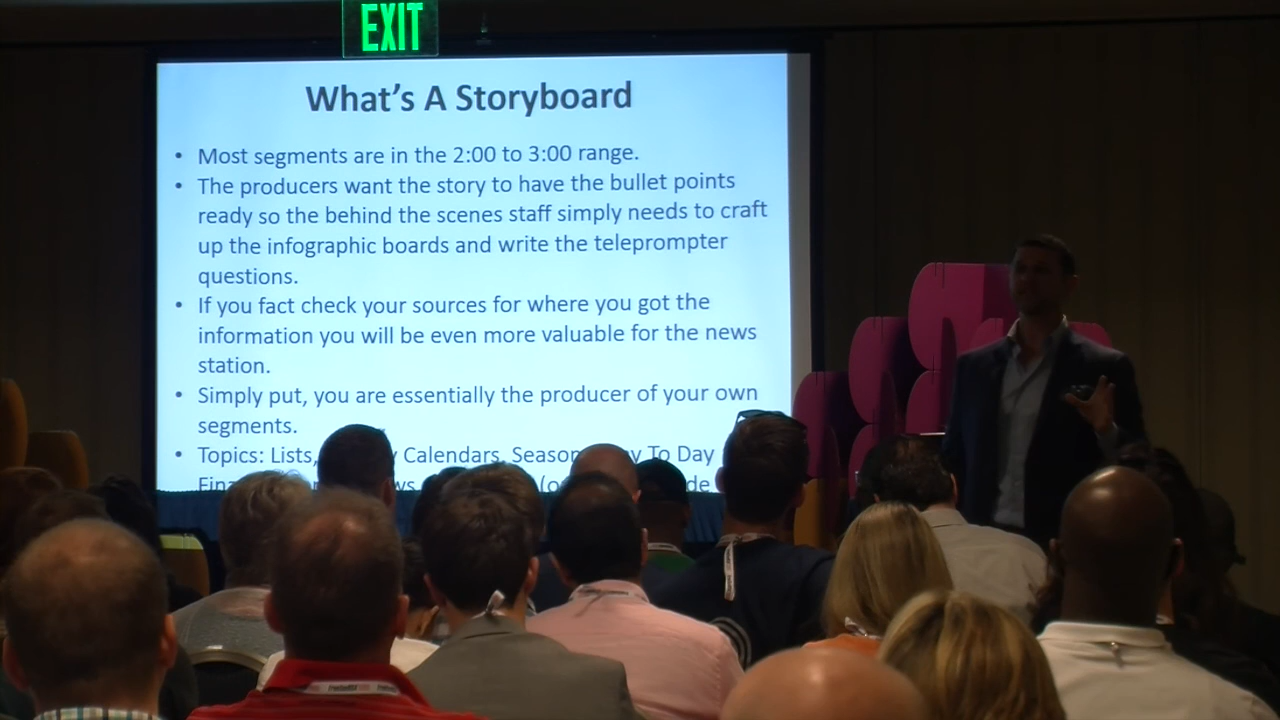 EXIT
What's A Storyboard
• Most segments are in the 2:00 to 3:00 range.
• The producers want the story to have the bullet points
ready so the behind the scenes staff simply needs to craft
up the infographic boards and write the teleprompter
questions.
• If you fact check your sources for where you got the
information you will be even more valuable for the news
station.
• Simply put, you are essentially the producer of your own
segments.
• Topics: Lists, Calendars, To Day